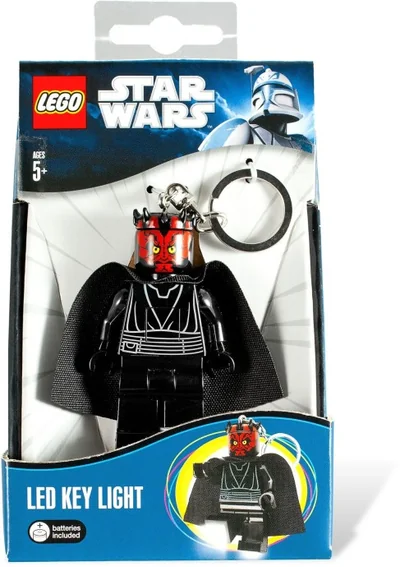 LEGO
STAR
WARS
AGES
5+
LED KEY LIGHT
batteries
included